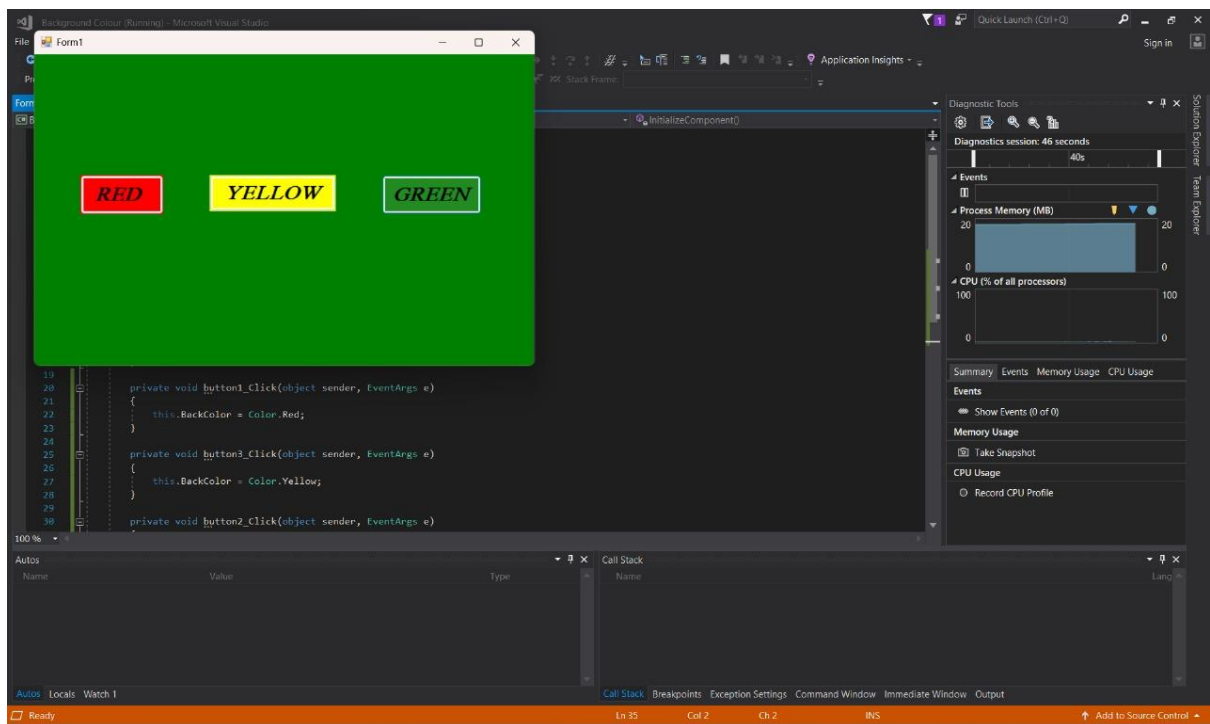 Background Colour (Running) - Microsoft Visual Studio
1
Quick Launch (Ctrl+Q)
File
Form1
Sign in
Application Insights
Stack Frame:
InitializeComponent()
RED
YELLOW
GREEN
19
20 private void button1_Click(object sender, EventArgs e)
21 {
22 this.BackColor = Color.Red;
23 }
24
25 private void button3_Click(object sender, EventArgs e)
26 {
27 this.BackColor = Color.Yellow;
28 }
29
30 private void button2_Click(object sender, EventArgs e)
100 %
Diagnostic Tools
Diagnostics session: 46 seconds
40s
Events
Process Memory (MB)
20 20
0 0
CPU (% of all processors)
100 100
0 0
Summary Events Memory Usage CPU Usage
Events
Show Events (0 of 0)
Memory Usage
Take Snapshot
CPU Usage
Record CPU Profile
Solution Explorer
Team Explorer
Autos
Name Value Type
Call Stack
Name Lang
Autos Locals Watch 1
Call Stack Breakpoints Exception Settings Command Window Immediate Window Output
Ready Ln 35 Col 2 Ch 2 INS Add to Source Control